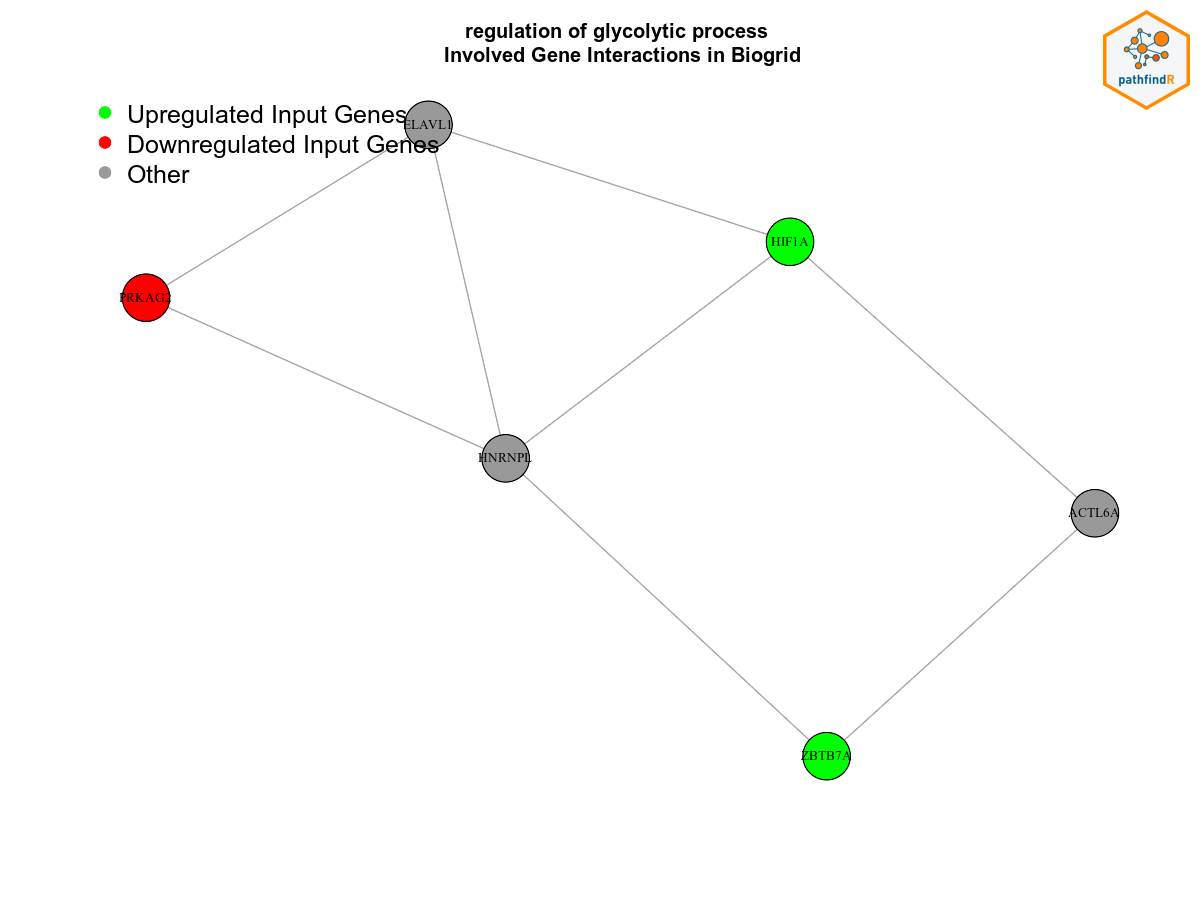 regulation of glycolytic process
Involved Gene Interactions in Biogrid
pathfindR
Upregulated Input Genes
Downregulated Input Genes
Other
ELAVL1
HIF1A
PRKAG2
HNRNPL
ACTL6A
ZBTB7A